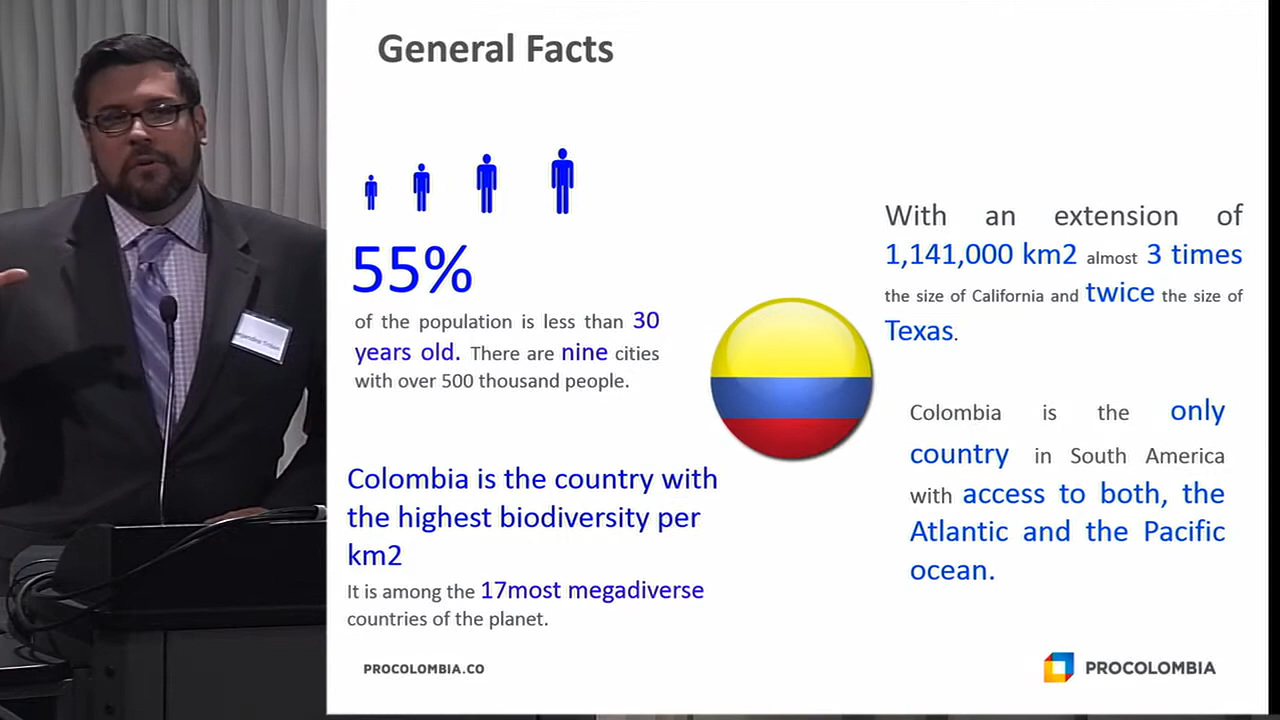 General Facts
55%
of the population is less than 30
years old. There are nine cities
with over 500 thousand people.
Colombia is the country with
the highest biodiversity per
km2
It is among the 17most megadiverse
countries of the planet.
With an extension of
1,141,000 km2 almost 3 times
the size of California and twice the size of
Texas.
Colombia is the only
country in South America
with access to both, the
Atlantic and the Pacific
ocean.
PROCOLOMBIA.CO
PROCOLOMBIA